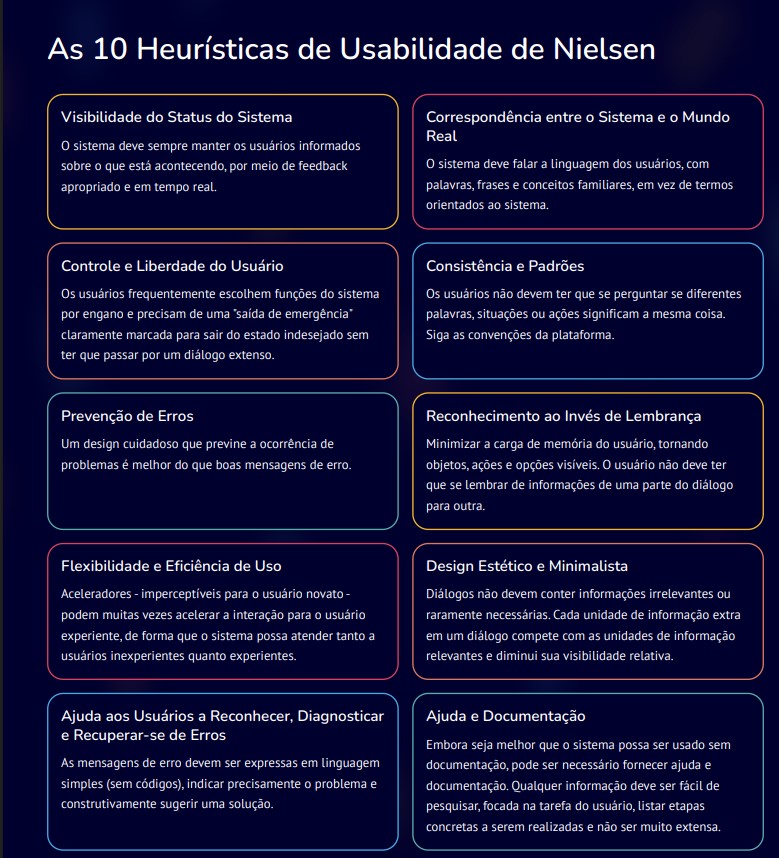 As 10 Heurísticas de Usabilidade de Nielsen
Visibilidade do Status do Sistema
O sistema deve sempre manter os usuários informados
sobre o que está acontecendo, por meio de feedback
apropriado e em tempo real.
Correspondência entre o Sistema e o Mundo
Real
O sistema deve falar a linguagem dos usuários, com
palavras, frases e conceitos familiares, em vez de termos
orientados ao sistema.
Controle e Liberdade do Usuário
Os usuários frequentemente escolhem funções do sistema
por engano e precisam de uma "saída de emergência"
claramente marcada para sair do estado indesejado sem
ter que passar por um diálogo extenso.
Consistência e Padrões
Os usuários não devem ter que se perguntar se diferentes
palavras, situações ou ações significam a mesma coisa.
Siga as convenções da plataforma.
Prevenção de Erros
Um design cuidadoso que previne a ocorrência de
problemas é melhor do que boas mensagens de erro.
Reconhecimento ao Invés de Lembrança
Minimizar a carga de memória do usuário, tornando
objetos, ações e opções visíveis. O usuário não deve ter
que se lembrar de informações de uma parte do diálogo
para outra.
Flexibilidade e Eficiência de Uso
Aceleradores - imperceptíveis para o usuário novato -
podem muitas vezes acelerar a interação para o usuário
experiente, de forma que o sistema possa atender tanto a
usuários inexperientes quanto experientes.
Design Estético e Minimalista
Diálogos não devem conter informações irrelevantes ou
raramente necessárias. Cada unidade de informação extra
em um diálogo compete com as unidades de informação
relevantes e diminui sua visibilidade relativa.
Ajuda aos Usuários a Reconhecer, Diagnosticar
e Recuperar-se de Erros
As mensagens de erro devem ser expressas em linguagem
simples (sem códigos), indicar precisamente o problema e
construtivamente sugerir uma solução.
Ajuda e Documentação
Embora seja melhor que o sistema possa ser usado sem
documentação, pode ser necessário fornecer ajuda e
documentação. Qualquer informação deve ser fácil de
pesquisar, focada na tarefa do usuário, listar etapas
concretas a serem realizadas e não ser muito extensa.